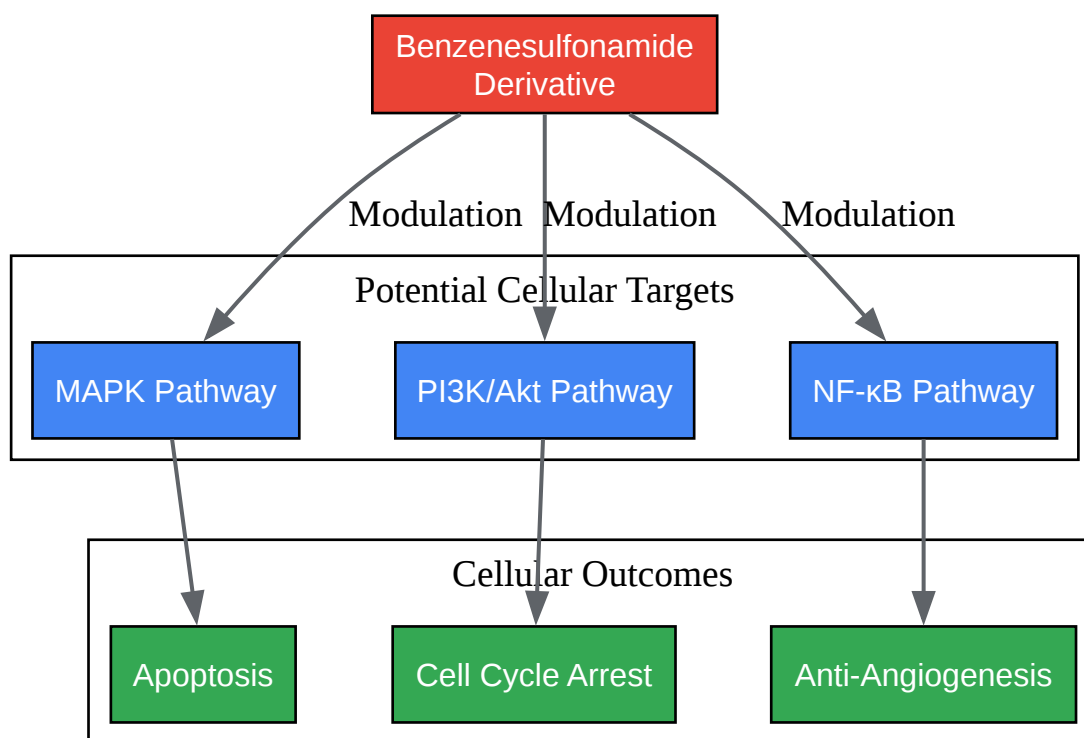 Benzenesulfonamide
Derivative
Modulation Modulation Modulation
Potential Cellular Targets
MAPK Pathway PI3K/Akt Pathway NF-κB Pathway
Cellular Outcomes
Apoptosis Cell Cycle Arrest Anti-Angiogenesis